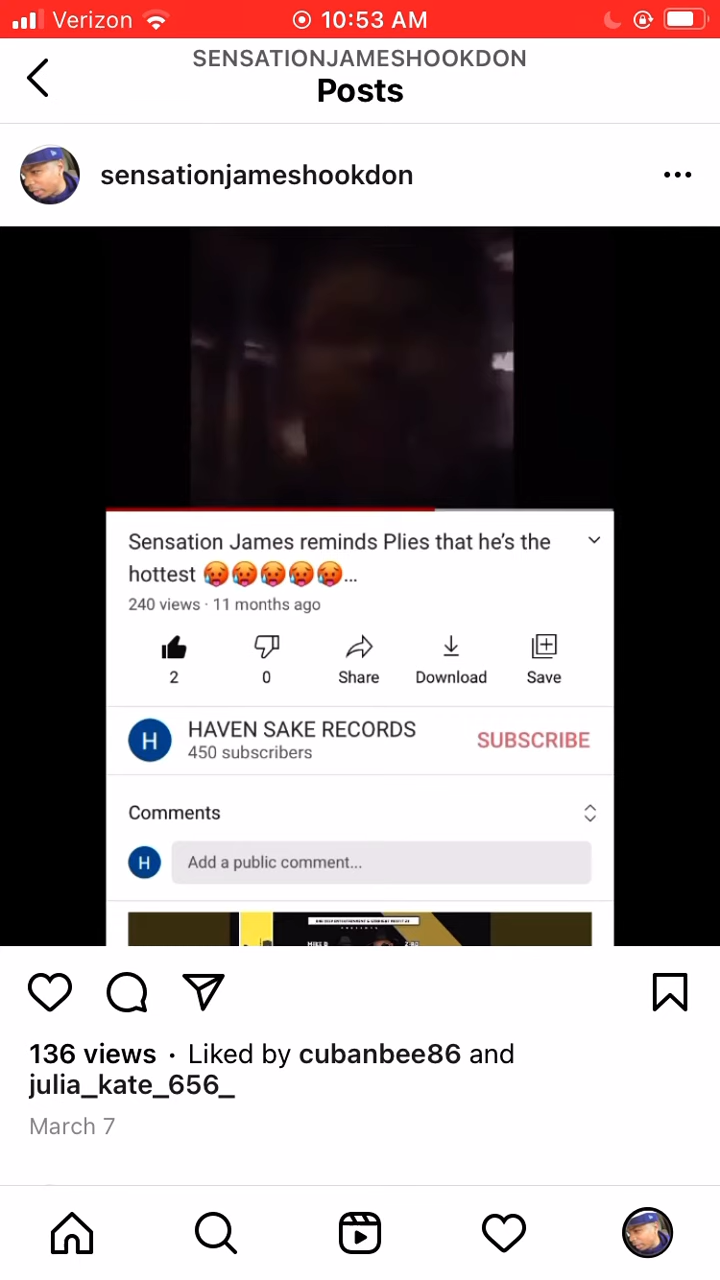 Verizon 10:53 AM
SENSATIONJAMESHOOKDON
Posts
sensationjameshookdon
Sensation James reminds Plies that he's the
hottest 🥵🥵🥵🥵🥵...
240 views · 11 months ago
2 0 Share Download Save
H HAVEN SAKE RECORDS SUBSCRIBE
450 subscribers
Comments
H Add a public comment...
PRESENTS
136 views · Liked by cubanbee86 and
julia_kate_656_
March 7